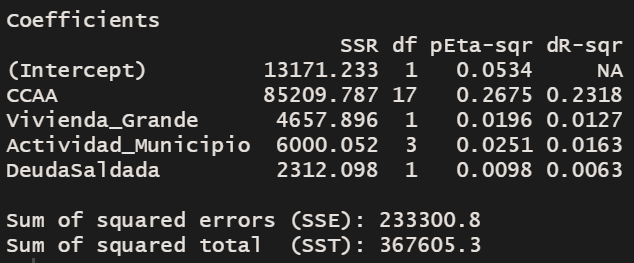 Coefficients
SSR df pEta-sqr dR-sqr
(Intercept) 13171.233 1 0.0534 NA
CCAA 85209.787 17 0.2675 0.2318
Vivienda_Grande 4657.896 1 0.0196 0.0127
Actividad_Municipio 6000.052 3 0.0251 0.0163
DeudaSaldada 2312.098 1 0.0098 0.0063
Sum of squared errors (SSE): 233300.8
Sum of squared total (SST): 367605.3